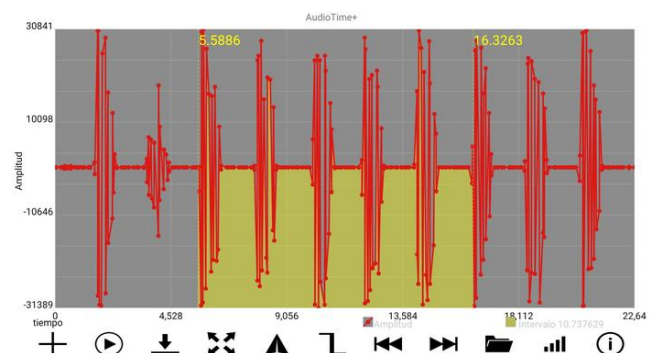 AudioTime+
30841
5,5886
16.3263
10098
Amplitud
-10646
-31389
0
4,528
9,056
13,584
18,112
22,64
tiempo
Amplitud
Intervalo 10.737629